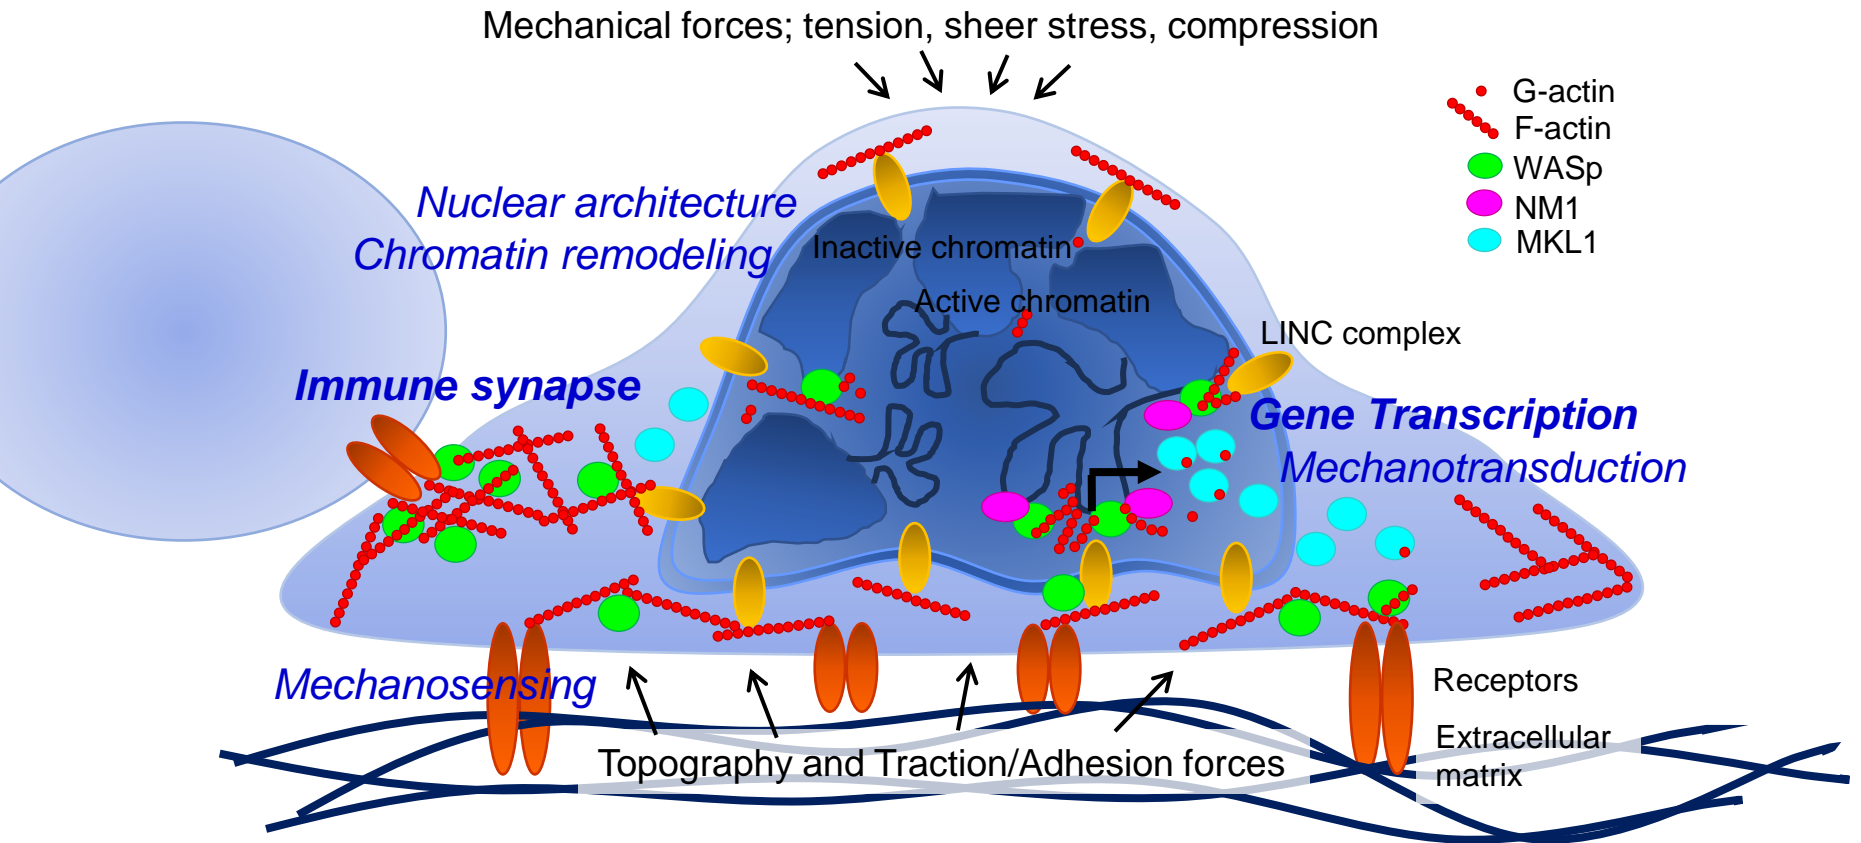 Mechanical forces; tension, sheer stress, compression
G-actin
F-actin
WASp
NM1
MKL1
Nuclear architecture
Chromatin remodeling
Inactive chromatin
Active chromatin
LINC complex
Immune synapse
Gene Transcription
Mechanotransduction
Mechanosensing
Receptors
Extracellular
matrix
Topography and Traction/Adhesion forces